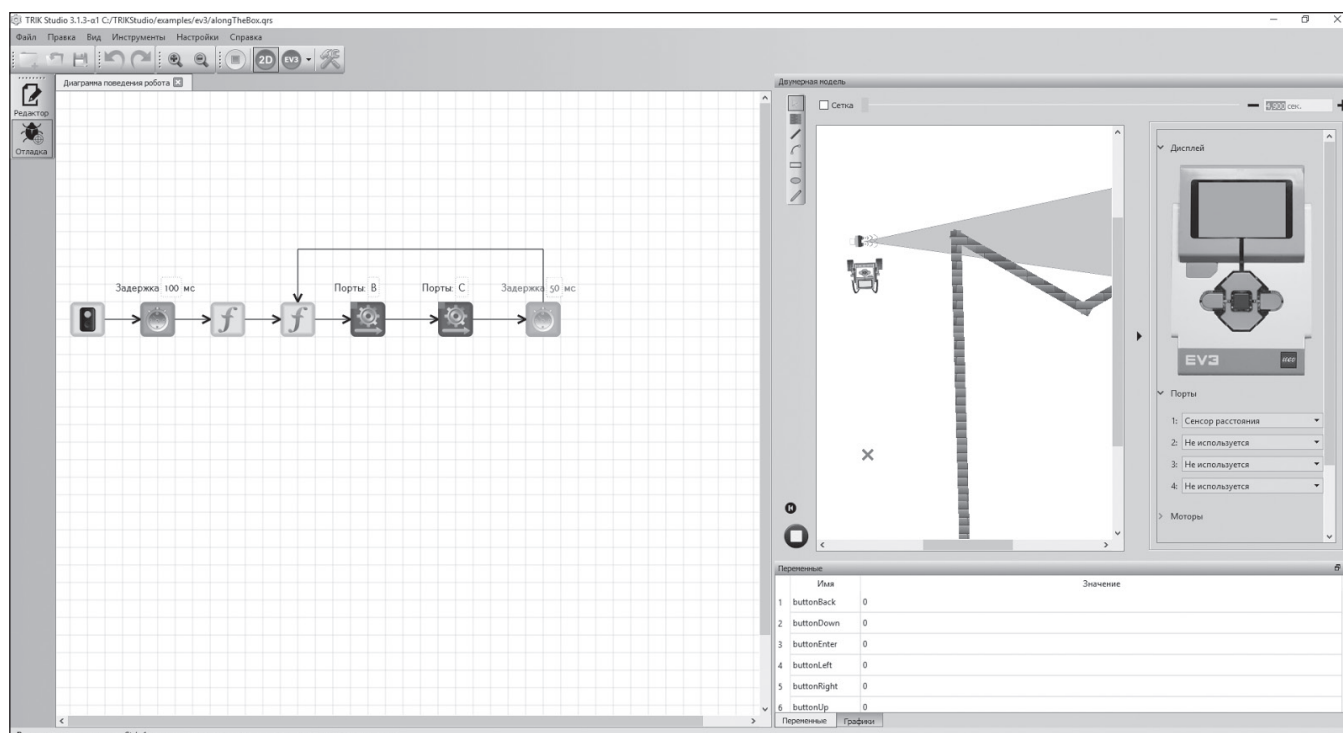 TRIK Studio 3.1.3-α1 C:/TRIKStudio/examples/ev3/alongTheBox.qrs
Файл Правка Вид Инструменты Настройки Справка
2D EV3
Диаграмма поведения робота
Редактор
Отладка
Задержка 100 мс
Порты: B
Порты: C
Задержка 50 мс
Двумерная модель
Сетка
сек.
Дисплей
EV3
Порты
1: Сенсор расстояния
2: Не используется
3: Не используется
4: Не используется
Моторы
Переменные
Имя Значение
1 buttonBack 0
2 buttonDown 0
3 buttonEnter 0
4 buttonLeft 0
5 buttonRight 0
6 buttonUp 0
Переменные Графики